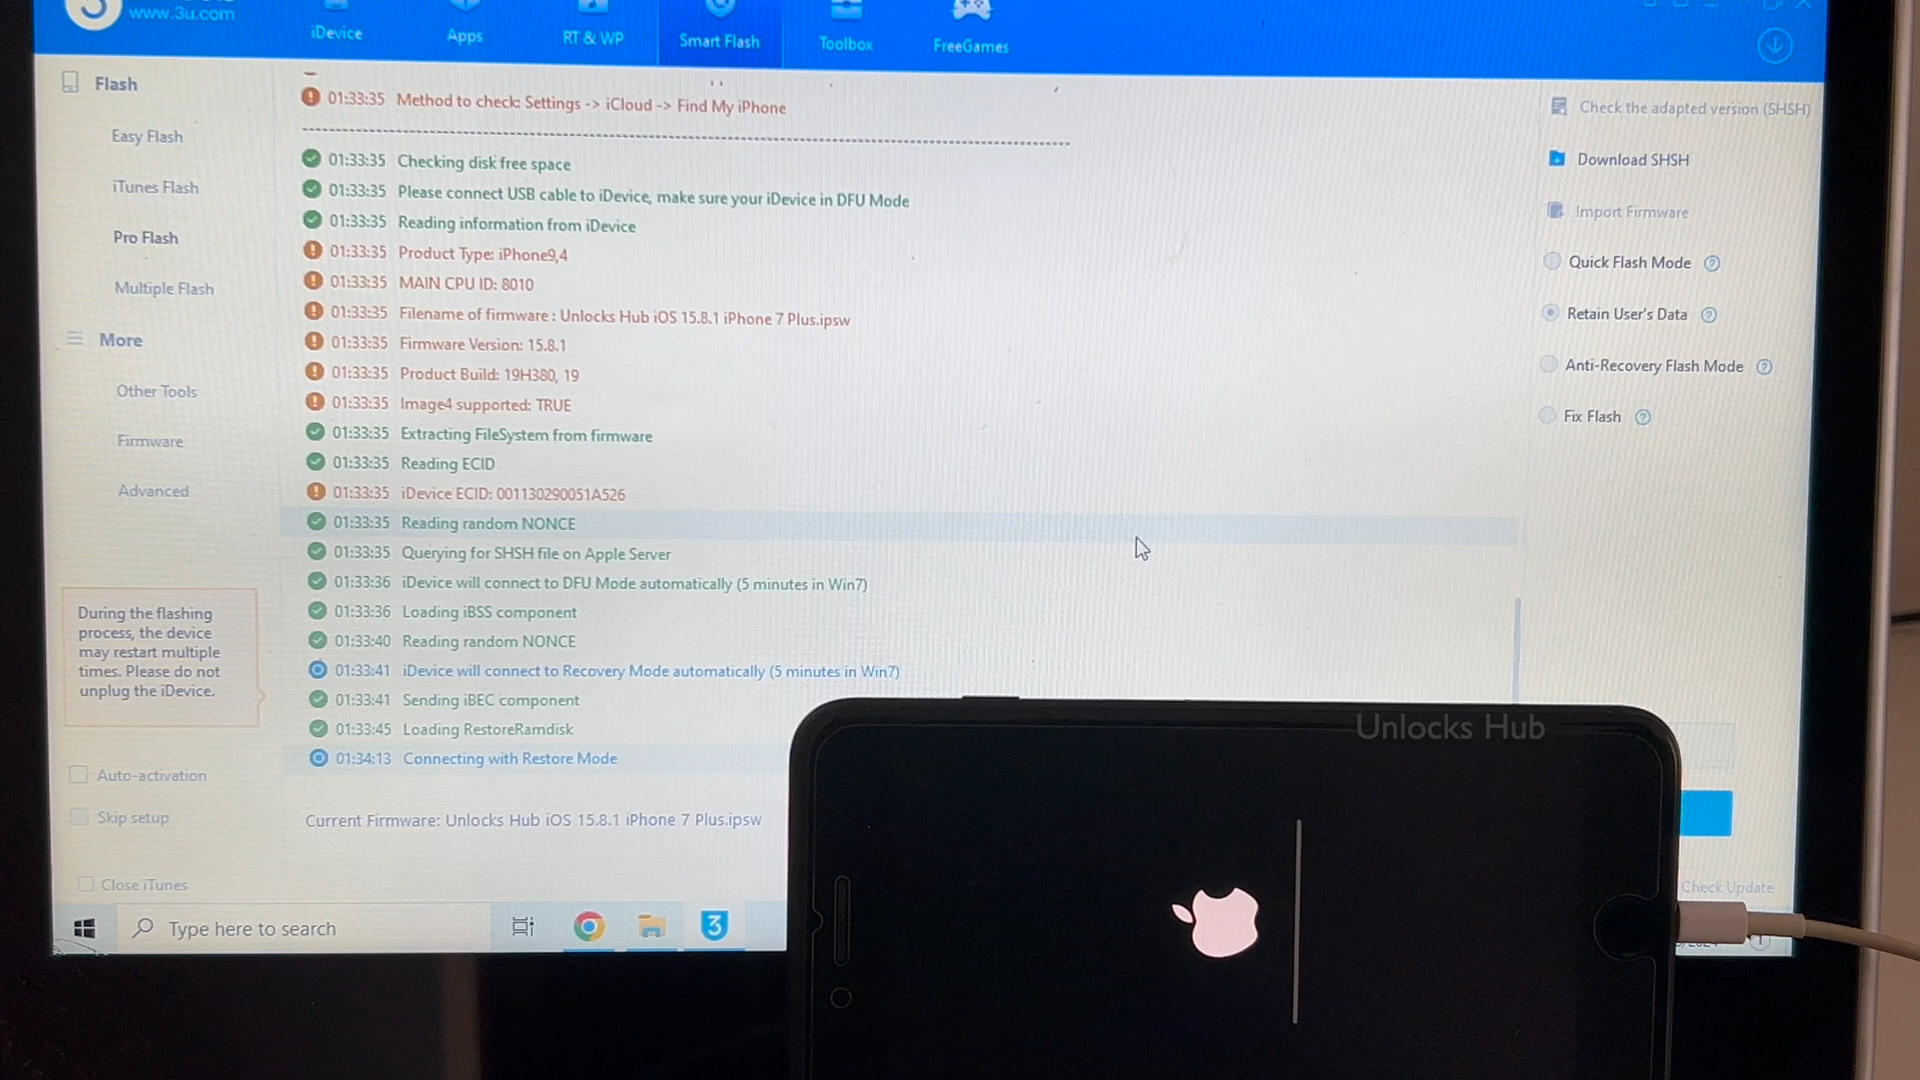 www.3u.com
iDevice
Apps
RT & WP
Smart Flash
Toolbox
FreeGames
Flash
Easy Flash
iTunes Flash
Pro Flash
Multiple Flash
More
Other Tools
Firmware
Advanced
During the flashing
process, the device
may restart multiple
times. Please do not
unplug the iDevice.
Auto-activation
Skip setup
Close iTunes
01:33:35 Method to check: Settings -> iCloud -> Find My iPhone
01:33:35 Checking disk free space
01:33:35 Please connect USB cable to iDevice, make sure your iDevice in DFU Mode
01:33:35 Reading information from iDevice
01:33:35 Product Type: iPhone9,4
01:33:35 MAIN CPU ID: 8010
01:33:35 Filename of firmware : Unlocks Hub iOS 15.8.1 iPhone 7 Plus.ipsw
01:33:35 Firmware Version: 15.8.1
01:33:35 Product Build: 19H380, 19
01:33:35 Image4 supported: TRUE
01:33:35 Extracting FileSystem from firmware
01:33:35 Reading ECID
01:33:35 iDevice ECID: 001130290051A526
01:33:35 Reading random NONCE
01:33:35 Querying for SHSH file on Apple Server
01:33:36 iDevice will connect to DFU Mode automatically (5 minutes in Win7)
01:33:36 Loading iBSS component
01:33:40 Reading random NONCE
01:33:41 iDevice will connect to Recovery Mode automatically (5 minutes in Win7)
01:33:41 Sending iBEC component
01:33:45 Loading RestoreRamdisk
01:34:13 Connecting with Restore Mode
Current Firmware: Unlocks Hub iOS 15.8.1 iPhone 7 Plus.ipsw
Check the adapted version (SHSH)
Download SHSH
Import Firmware
Quick Flash Mode ?
Retain User's Data ?
Anti-Recovery Flash Mode ?
Fix Flash ?
Unlocks Hub
Check Update
Type here to search
3